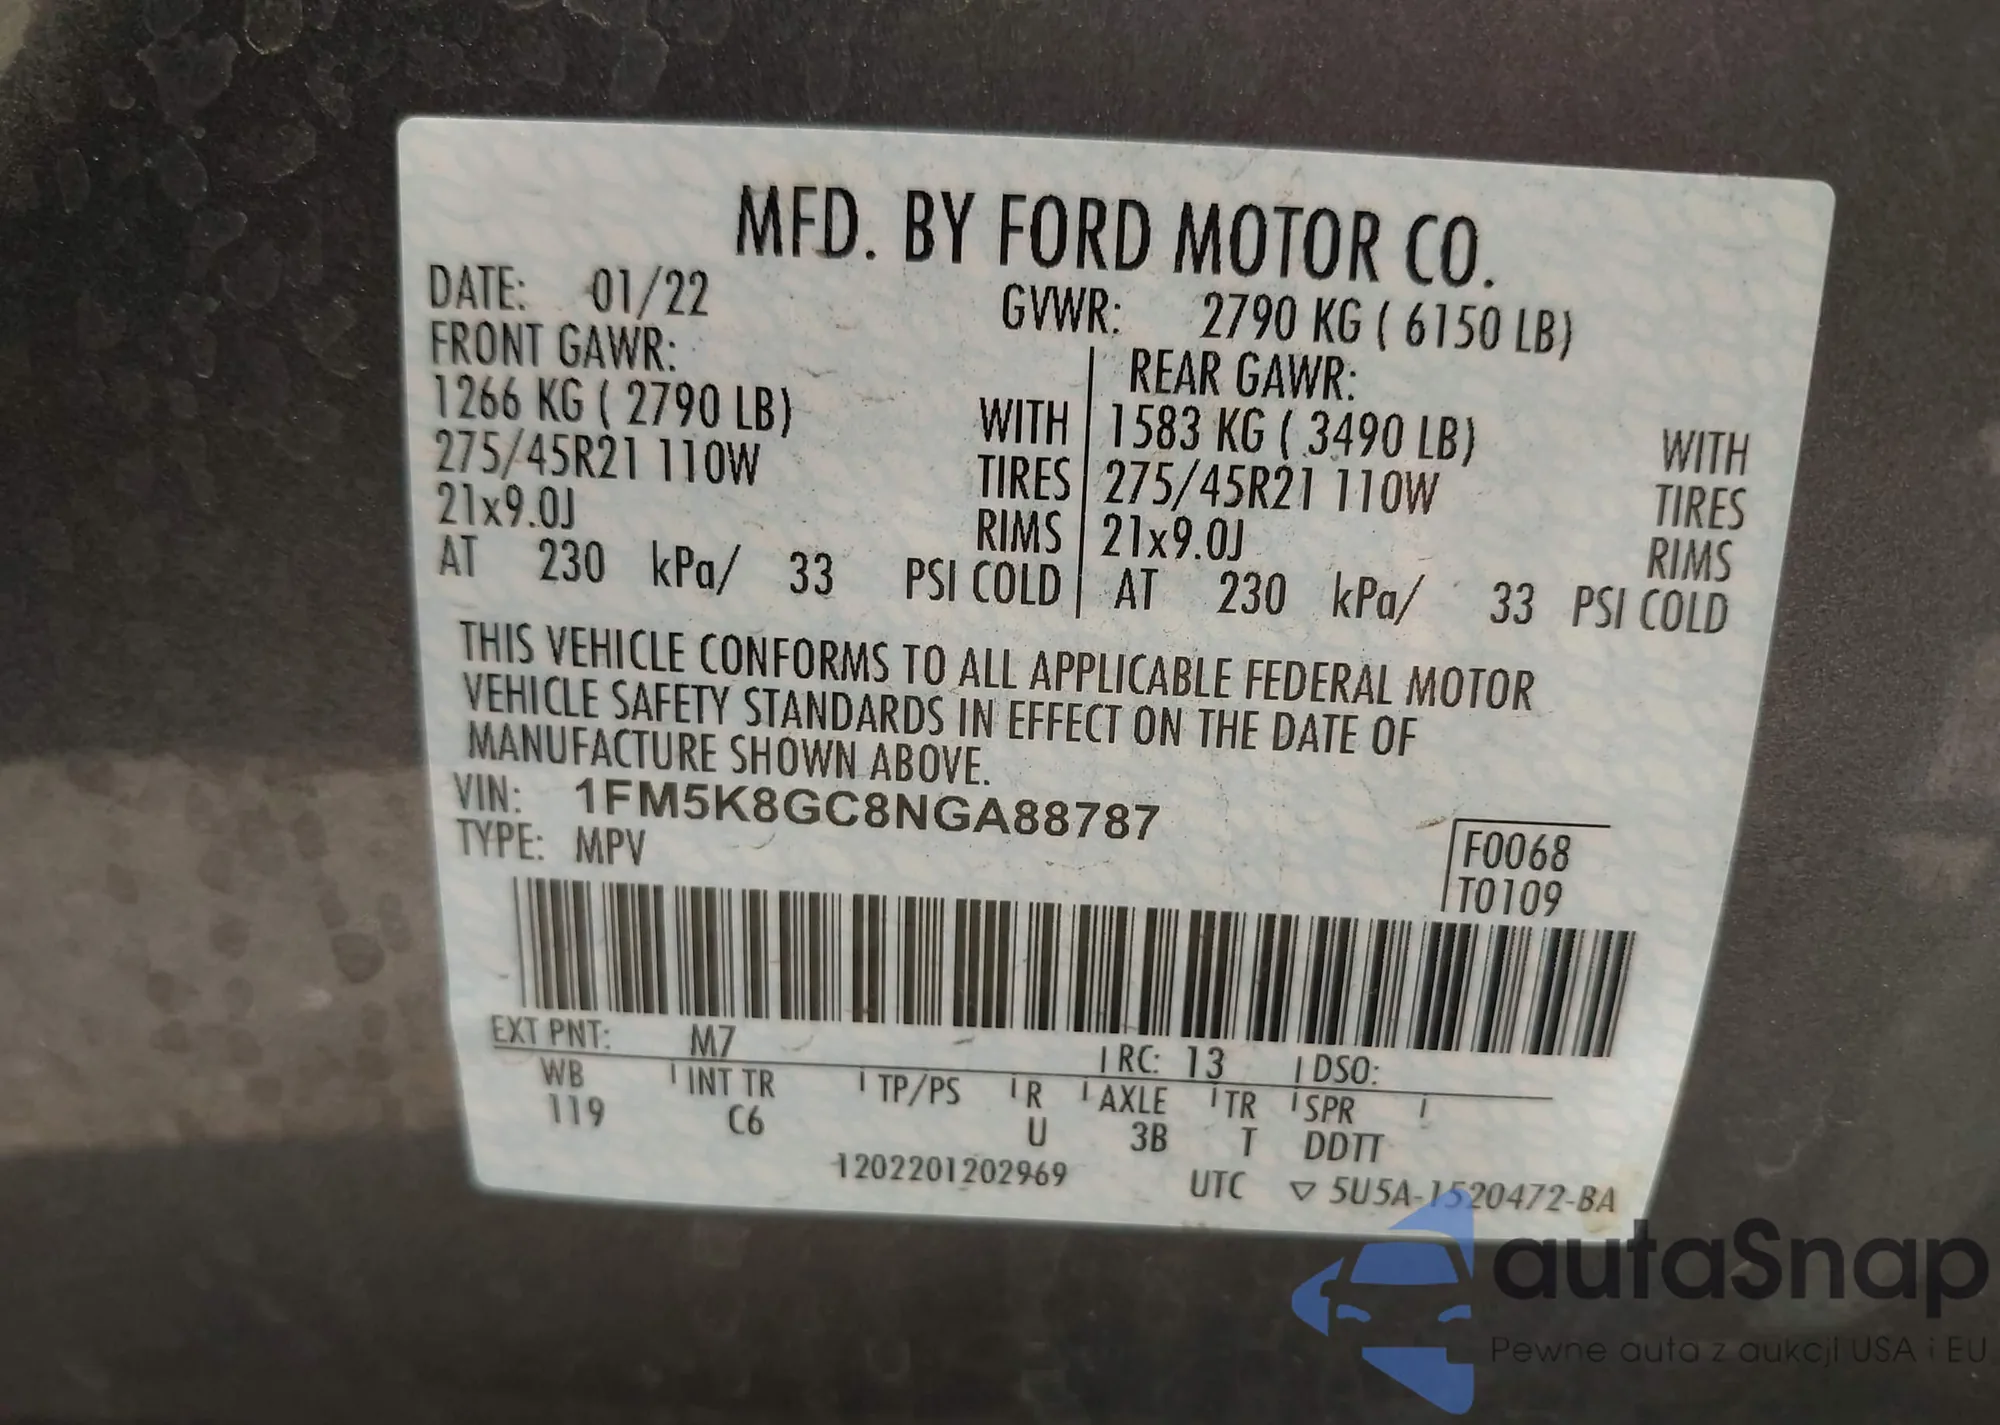 MFD. BY FORD MOTOR CO.
DATE: 01/22 GVWR: 2790 KG ( 6150 LB)
FRONT GAWR: REAR GAWR:
1266 KG ( 2790 LB) WITH 1583 KG ( 3490 LB) WITH
275/45R21 110W TIRES 275/45R21 110W TIRES
21x9.0J RIMS 21x9.0J RIMS
AT 230 kPa/ 33 PSI COLD AT 230 kPa/ 33 PSI COLD
THIS VEHICLE CONFORMS TO ALL APPLICABLE FEDERAL MOTOR
VEHICLE SAFETY STANDARDS IN EFFECT ON THE DATE OF
MANUFACTURE SHOWN ABOVE.
VIN: 1FM5K8GC8NGA88787
TYPE: MPV
F0068
T0109
EXT PNT: M7 RC: 13 DSO:
WB INT TR TP/PS R AXLE TR SPR
119 C6 U 3B T DDTT
1202201202969 UTC ▽ 5U5A-1520472-BA
autaSnap
Pewne auta z aukcji USA i EU